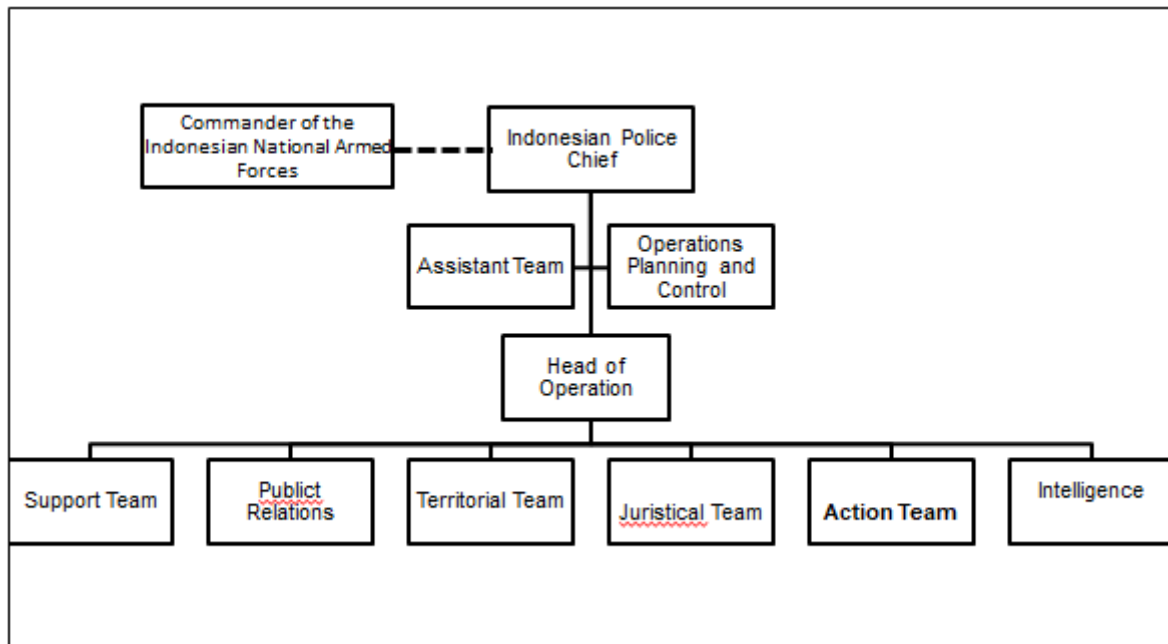 Commander of the
Indonesian National Armed
Forces
Indonesian Police
Chief
Assistant Team
Operations
Planning and
Control
Head of
Operation
Support Team
Publict
Relations
Territorial Team
Juristical Team
Action Team
Intelligence